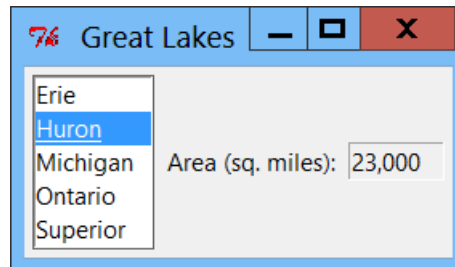 Great Lakes
Erie
Huron
Michigan
Ontario
Superior
Area (sq. miles): 23,000